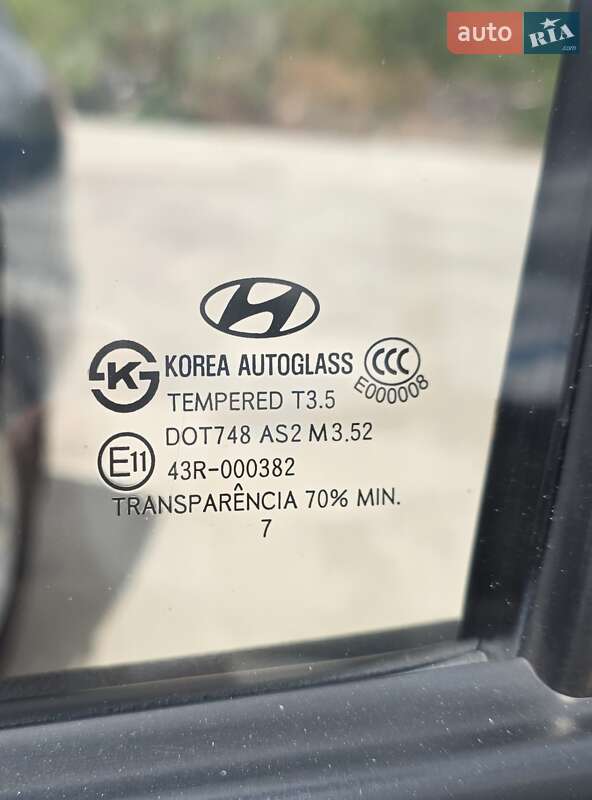 auto RIA.com
KOREA AUTOGLASS CCC
E000008
TEMPERED T3.5
DOT748 AS2 M3.52
E11 43R-000382
TRANSPARÊNCIA 70% MIN.
7